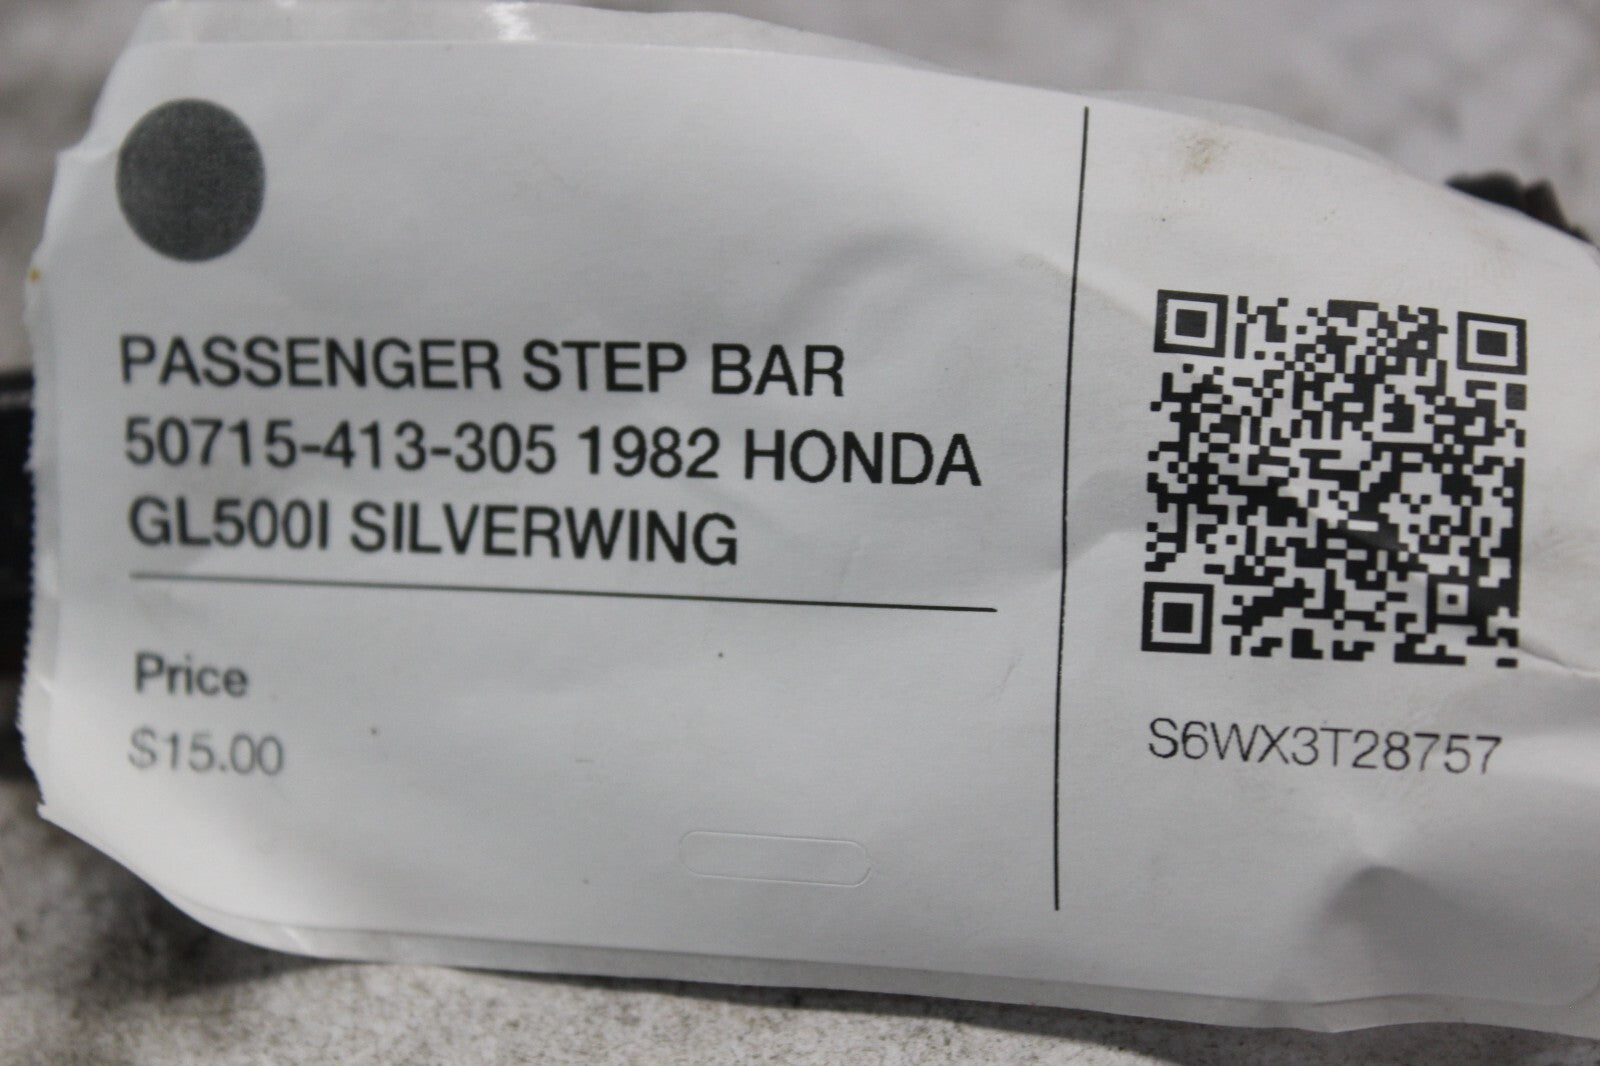 PASSENGER STEP BAR
50715-413-305 1982 HONDA
GL500I SILVERWING
Price
$15.00
S6WX3T28757